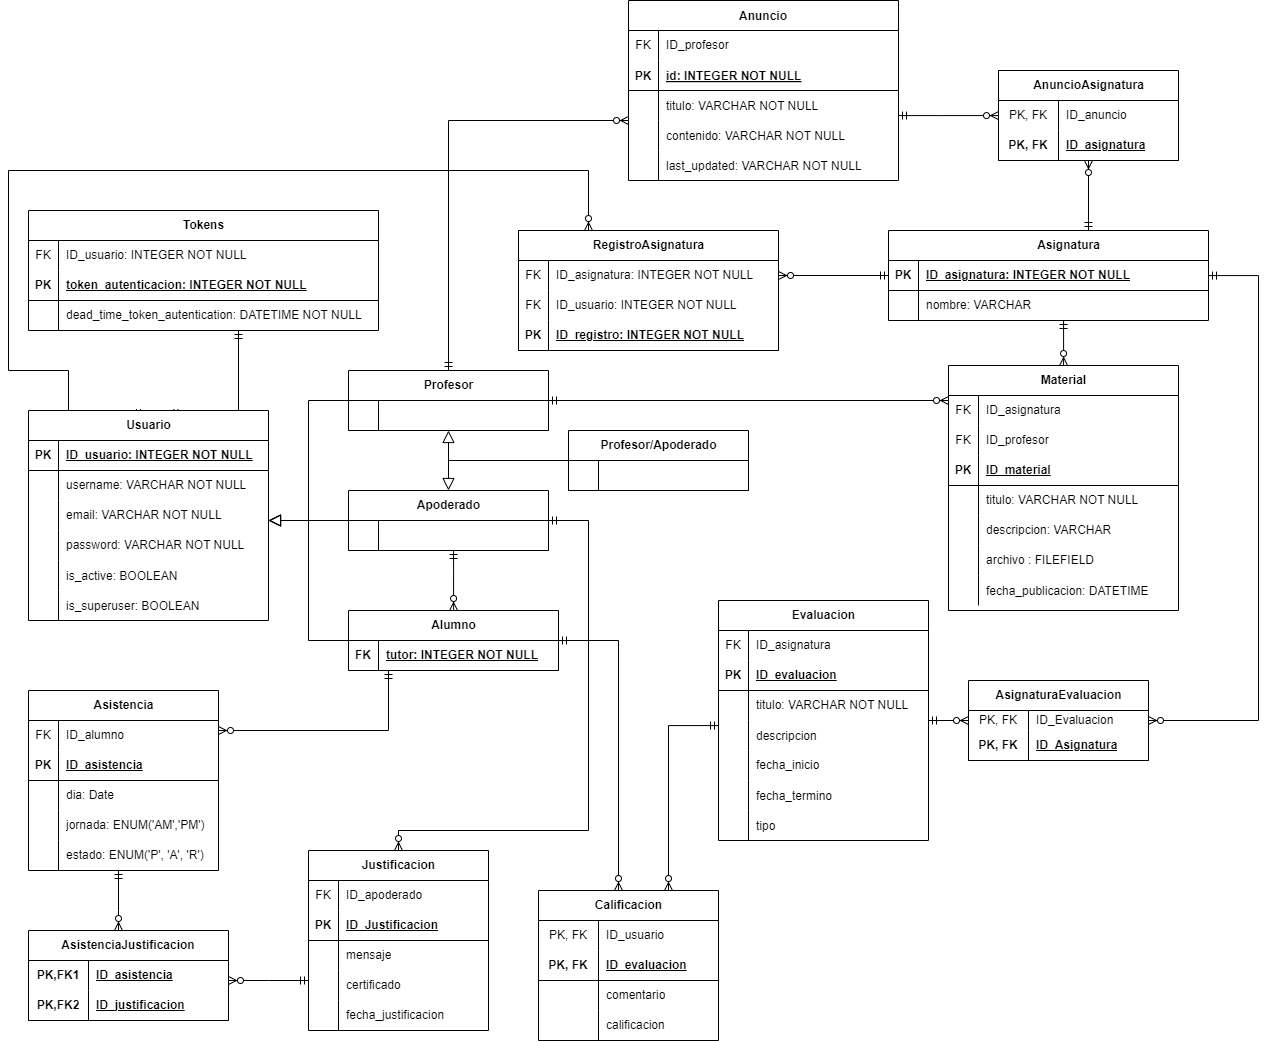 Anuncio
FK ID_profesor
PK id: INTEGER NOT NULL
titulo: VARCHAR NOT NULL
contenido: VARCHAR NOT NULL
last_updated: VARCHAR NOT NULL
AnuncioAsignatura
PK, FK ID_anuncio
PK, FK ID_asignatura
Tokens
FK ID_usuario: INTEGER NOT NULL
PK token_autenticacion: INTEGER NOT NULL
dead_time_token_autentication: DATETIME NOT NULL
RegistroAsignatura
FK ID_asignatura: INTEGER NOT NULL
FK ID_usuario: INTEGER NOT NULL
PK ID_registro: INTEGER NOT NULL
Asignatura
PK ID_asignatura: INTEGER NOT NULL
nombre: VARCHAR
Profesor
Material
FK ID_asignatura
FK ID_profesor
PK ID_material
titulo: VARCHAR NOT NULL
descripcion: VARCHAR
archivo : FILEFIELD
fecha_publicacion: DATETIME
Usuario
PK ID_usuario: INTEGER NOT NULL
username: VARCHAR NOT NULL
email: VARCHAR NOT NULL
password: VARCHAR NOT NULL
is_active: BOOLEAN
is_superuser: BOOLEAN
Profesor/Apoderado
Apoderado
Alumno
FK tutor: INTEGER NOT NULL
Evaluacion
FK ID_asignatura
PK ID_evaluacion
titulo: VARCHAR NOT NULL
descripcion
fecha_inicio
fecha_termino
tipo
AsignaturaEvaluacion
PK, FK ID_Evaluacion
PK, FK ID_Asignatura
Asistencia
FK ID_alumno
PK ID_asistencia
dia: Date
jornada: ENUM('AM','PM')
estado: ENUM('P', 'A', 'R')
Justificacion
FK ID_apoderado
PK ID_Justificacion
mensaje
certificado
fecha_justificacion
Calificacion
PK, FK ID_usuario
PK, FK ID_evaluacion
comentario
calificacion
AsistenciaJustificacion
PK,FK1 ID_asistencia
PK,FK2 ID_justificacion